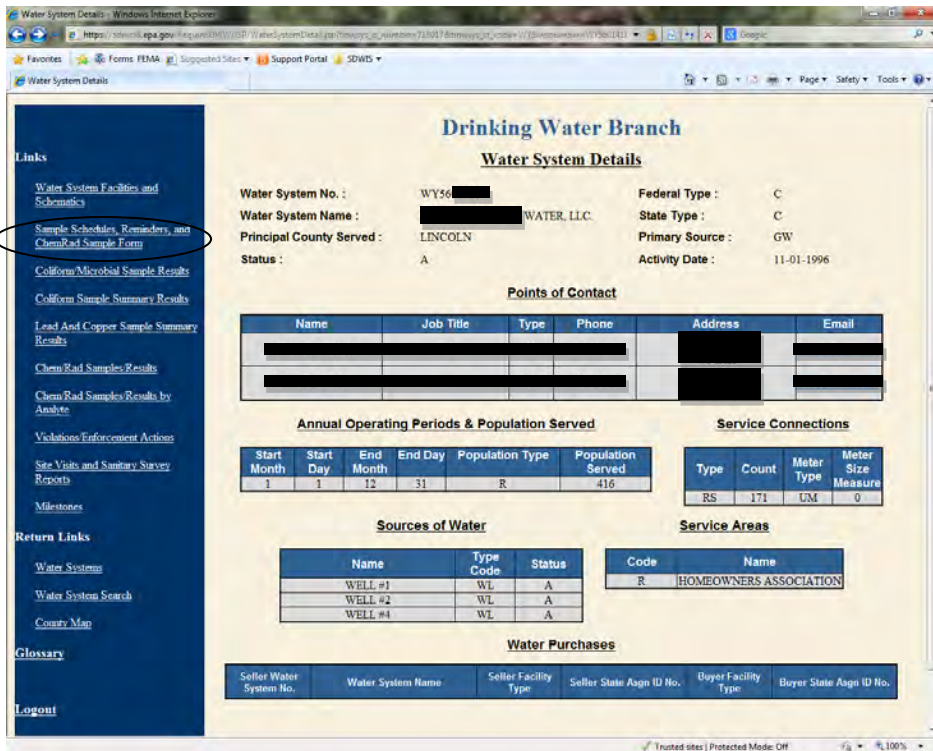 Water System Details - Windows Internet Explorer
epa.gov
Google
Favorites Forms FEMA Suggested Sites Support Portal SDWIS
Water System Details
Page Safety Tools
Drinking Water Branch
Water System Details
Links
Water System Facilities and Schematics
Sample Schedules, Reminders, and ChemRad Sample Form
Coliform/Microbial Sample Results
Coliform Sample Summary Results
Lead And Copper Sample Summary Results
Chem/Rad Samples/Results
Chem/Rad Samples/Results by Analyte
Violations/Enforcement Actions
Site Visits and Sanitary Survey Reports
Milestones
Return Links
Water Systems
Water System Search
County Map
Glossary
Logout
Water System No. : WY56 Federal Type : C
Water System Name : WATER, LLC. State Type : C
Principal County Served : LINCOLN Primary Source : GW
Status : A Activity Date : 11-01-1996
Points of Contact
Name Job Title Type Phone Address Email
Annual Operating Periods & Population Served
Start Month Start Day End Month End Day Population Type Population Served
1 1 12 31 R 416
Service Connections
Type Count Meter Type Meter Size Measure
RS 171 UM 0
Sources of Water
Name Type Code Status
WELL #1 WL A
WELL #2 WL A
WELL #4 WL A
Service Areas
Code Name
R HOMEOWNERS ASSOCIATION
Water Purchases
Seller Water System No. Water System Name Seller Facility Type Seller State Asgn ID No. Buyer Facility Type Buyer State Asgn ID No.
Trusted sites | Protected Mode: Off 100%